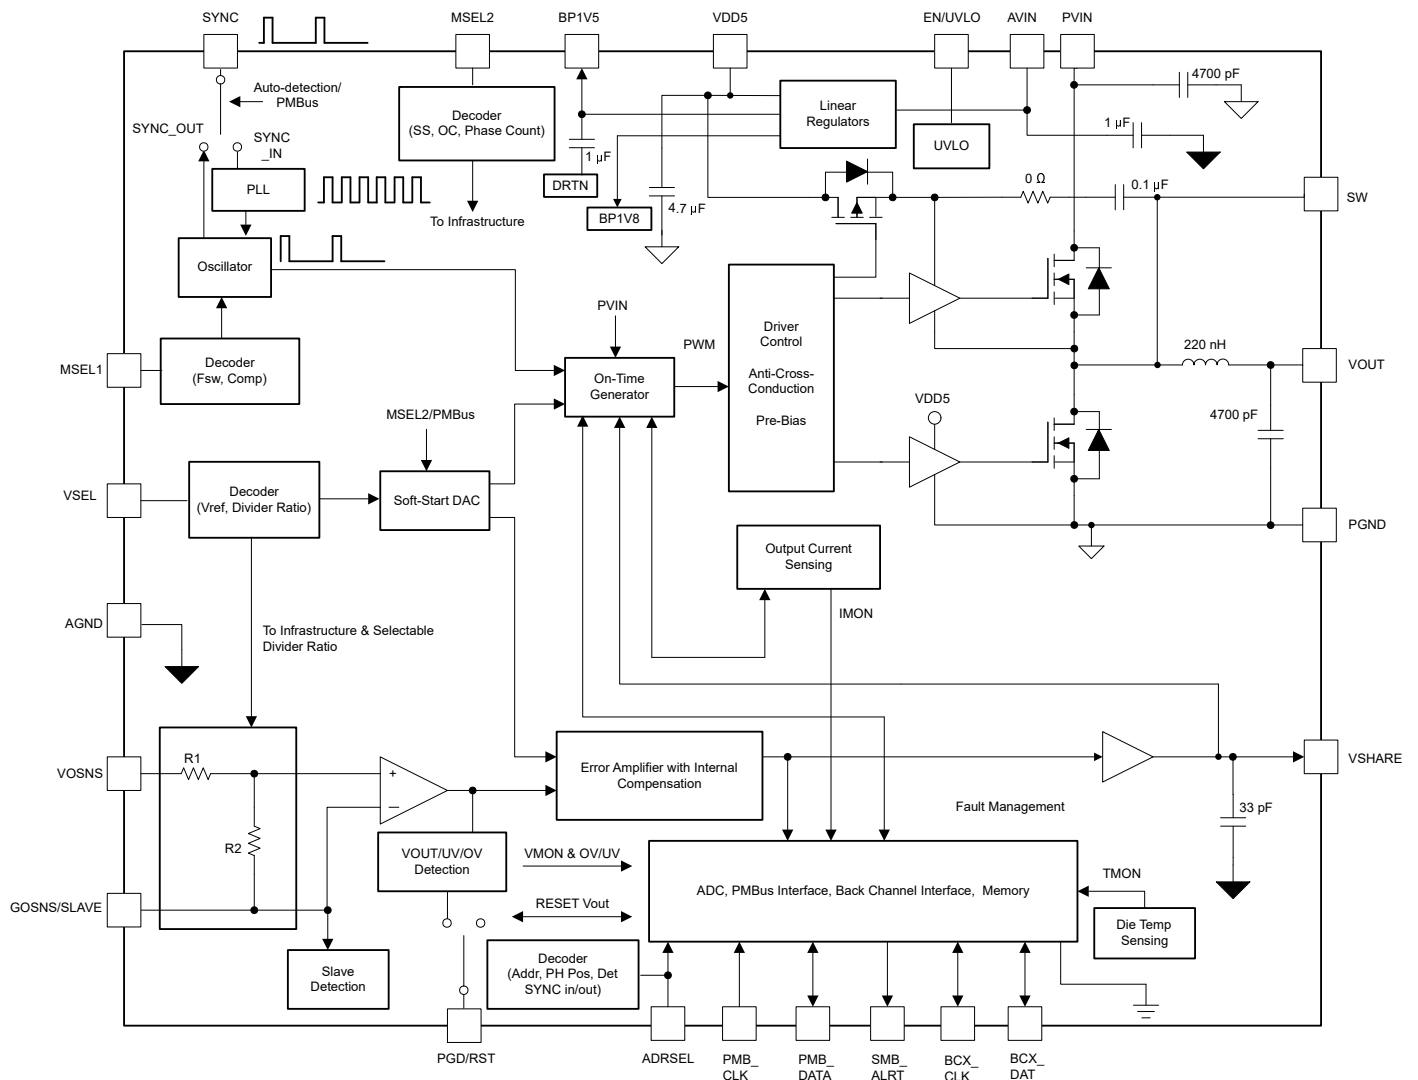 SYNC
MSEL2
BP1V5
VDD5
EN/UVLO
AVIN
PVIN
Auto-detection/
PMBus
SYNC_OUT
SYNC
_IN
PLL
Oscillator
Decoder
(SS, OC, Phase Count)
To Infrastructure
1 µF
DRTN
BP1V8
4.7 µF
Linear
Regulators
UVLO
4700 pF
1 µF
0 Ω
0.1 µF
SW
MSEL1
Decoder
(Fsw, Comp)
PVIN
On-Time
Generator
PWM
Driver
Control
Anti-Cross-
Conduction
Pre-Bias
VDD5
220 nH
VOUT
4700 pF
PGND
MSEL2/PMBus
VSEL
Decoder
(Vref, Divider Ratio)
Soft-Start DAC
Output Current
Sensing
IMON
AGND
To Infrastructure & Selectable
Divider Ratio
VOSNS
R1
R2
+
–
Error Amplifier with Internal
Compensation
VSHARE
33 pF
Fault Management
GOSNS/SLAVE
VOUT/UV/OV
Detection
VMON & OV/UV
RESET Vout
ADC, PMBus Interface, Back Channel Interface, Memory
TMON
Die Temp
Sensing
Slave
Detection
Decoder
(Addr, PH Pos, Det
SYNC in/out)
PGD/RST
ADRSEL
PMB_
CLK
PMB_
DATA
SMB_
ALRT
BCX_
CLK
BCX_
DAT